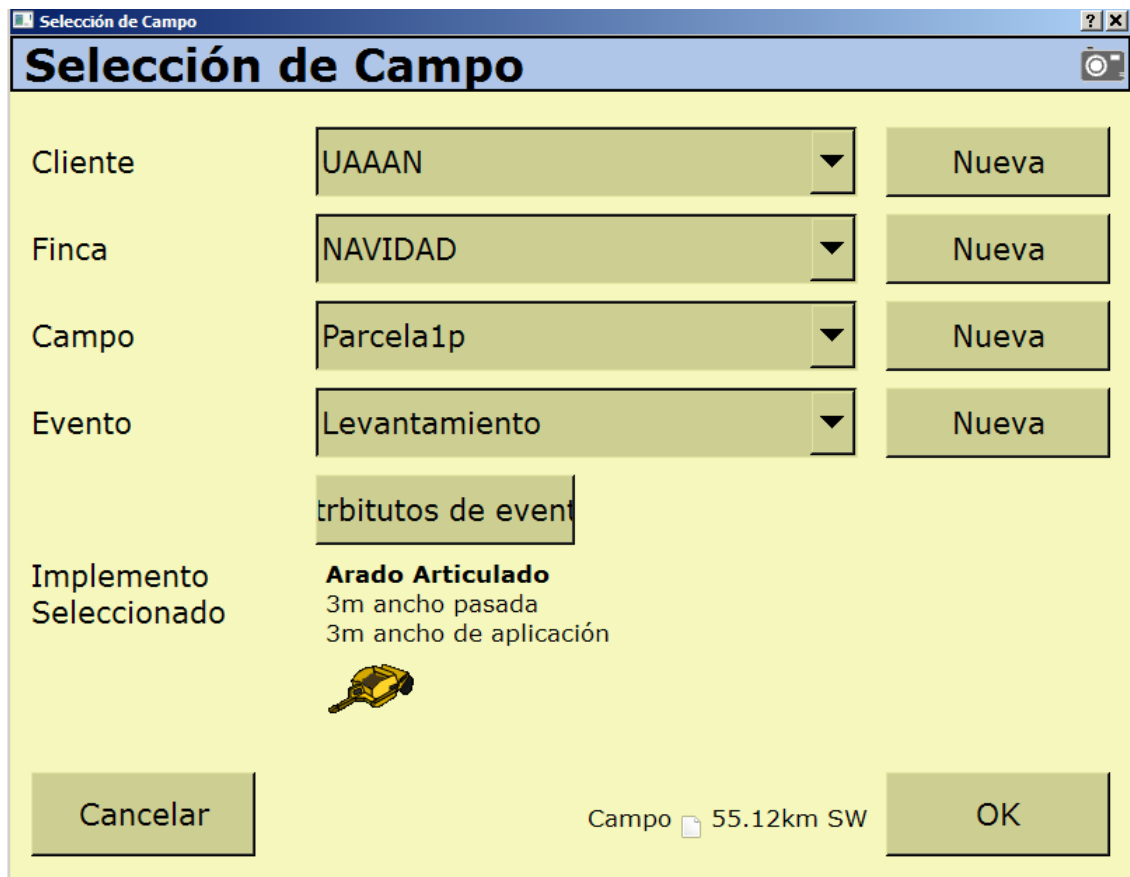 Selección de Campo
Selección de Campo
Cliente UAAAN Nueva
Finca NAVIDAD Nueva
Campo Parcela1p Nueva
Evento Levantamiento Nueva
trbitutos de event
Implemento
Seleccionado
Arado Articulado
3m ancho pasada
3m ancho de aplicación
Cancelar Campo 55.12km SW OK